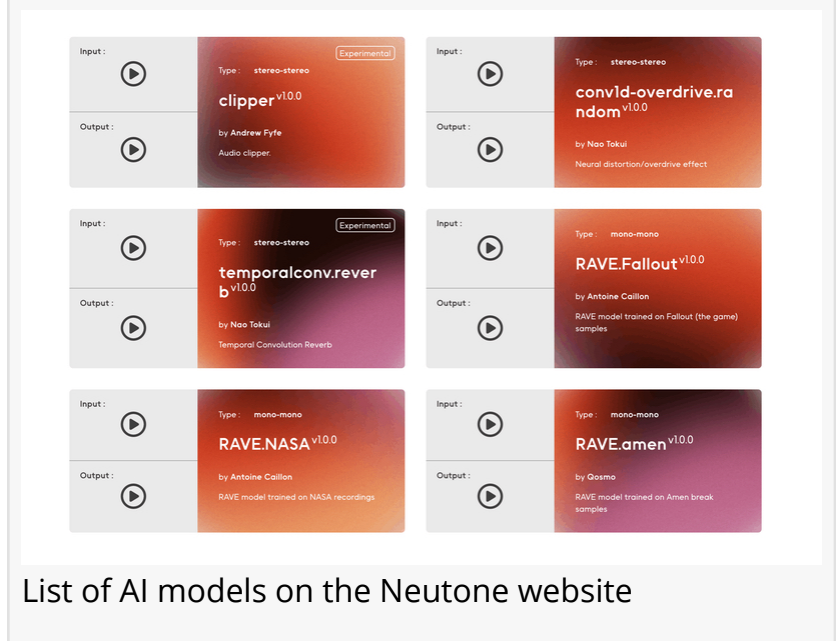 Input :
Output :
Experimental
Type : stereo-stereo
clipper v1.0.0
by Andrew Fyfe
Audio clipper.
Input :
Output :
Type : stereo-stereo
conv1d-overdrive.ra
ndom v1.0.0
by Nao Tokui
Neural distortion/overdrive effect
Input :
Output :
Experimental
Type : stereo-stereo
temporalconv.rever
b v1.0.0
by Nao Tokui
Temporal Convolution Reverb
Input :
Output :
Type : mono-mono
RAVE.Fallout v1.0.0
by Antoine Caillon
RAVE model trained on Fallout (the game)
samples
Input :
Output :
Type : mono-mono
RAVE.NASA v1.0.0
by Antoine Caillon
RAVE model trained on NASA recordings
Input :
Output :
Type : mono-mono
RAVE.amen v1.0.0
by Qosmo
RAVE model trained on Amen break
samples
List of AI models on the Neutone website